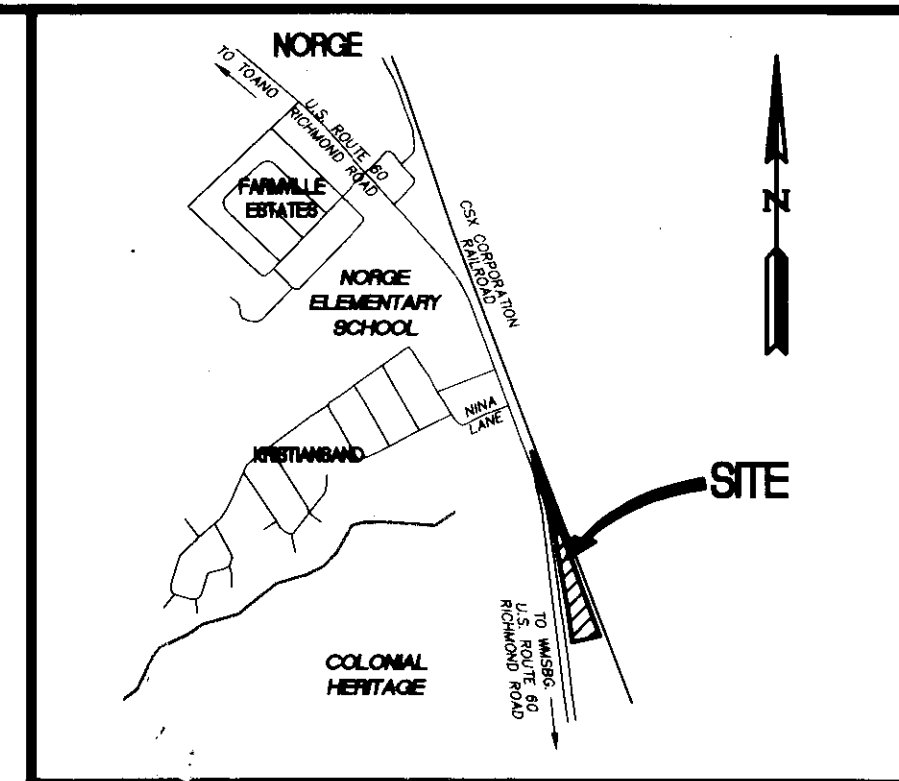 NORGE
TO TOANO
U.S. ROUTE 60
RICHMOND ROAD
FARMVILLE
ESTATES
CSX CORPORATION
RAILROAD
N
NORGE
ELEMENTARY
SCHOOL
NINA
LANE
KRISTIANSAND
SITE
TO WMSBG.
U.S. ROUTE 60
RICHMOND ROAD
COLONIAL
HERITAGE